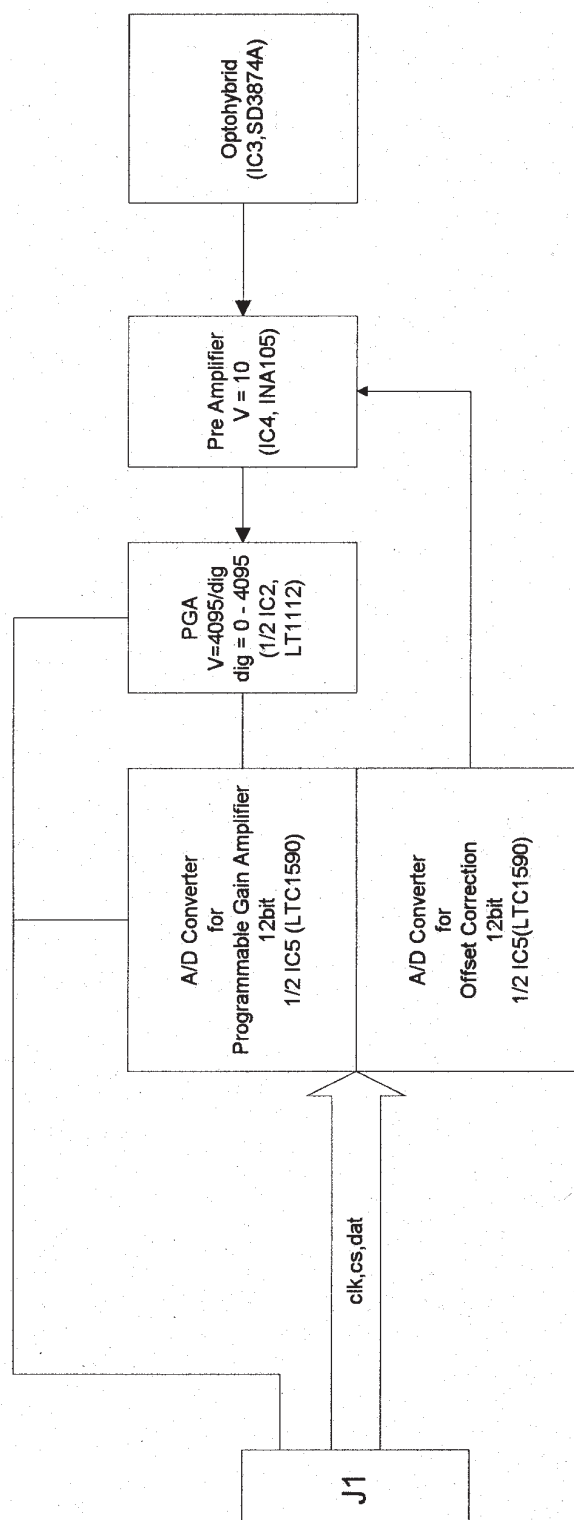 Optohybrid
(IC3,SD3874A)
Pre Amplifier
V = 10
(IC4, INA105)
PGA
V=4095/dig
dig = 0 - 4095
(1/2 IC2,
LT1112)
A/D Converter
for
Programmable Gain Amplifier
12bit
1/2 IC5 (LTC1590)
A/D Converter
for
Offset Correction
12bit
1/2 IC5(LTC1590)
clk,cs,dat
J1